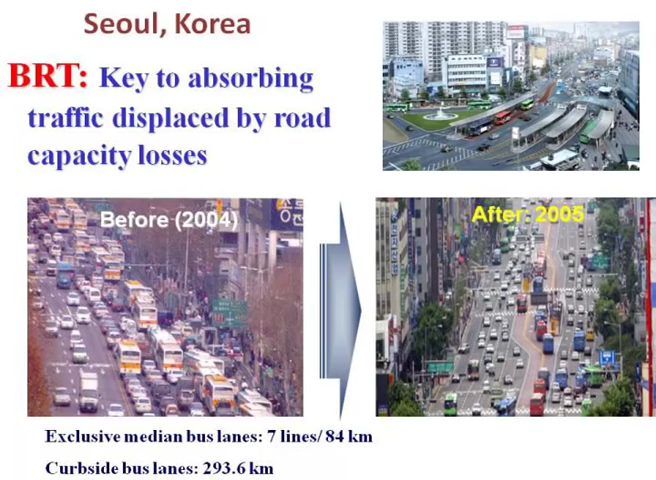 Seoul, Korea
BRT: Key to absorbing
traffic displaced by road
capacity losses
Before (2004)
After: 2005
Exclusive median bus lanes: 7 lines/ 84 km
Curbside bus lanes: 293.6 km